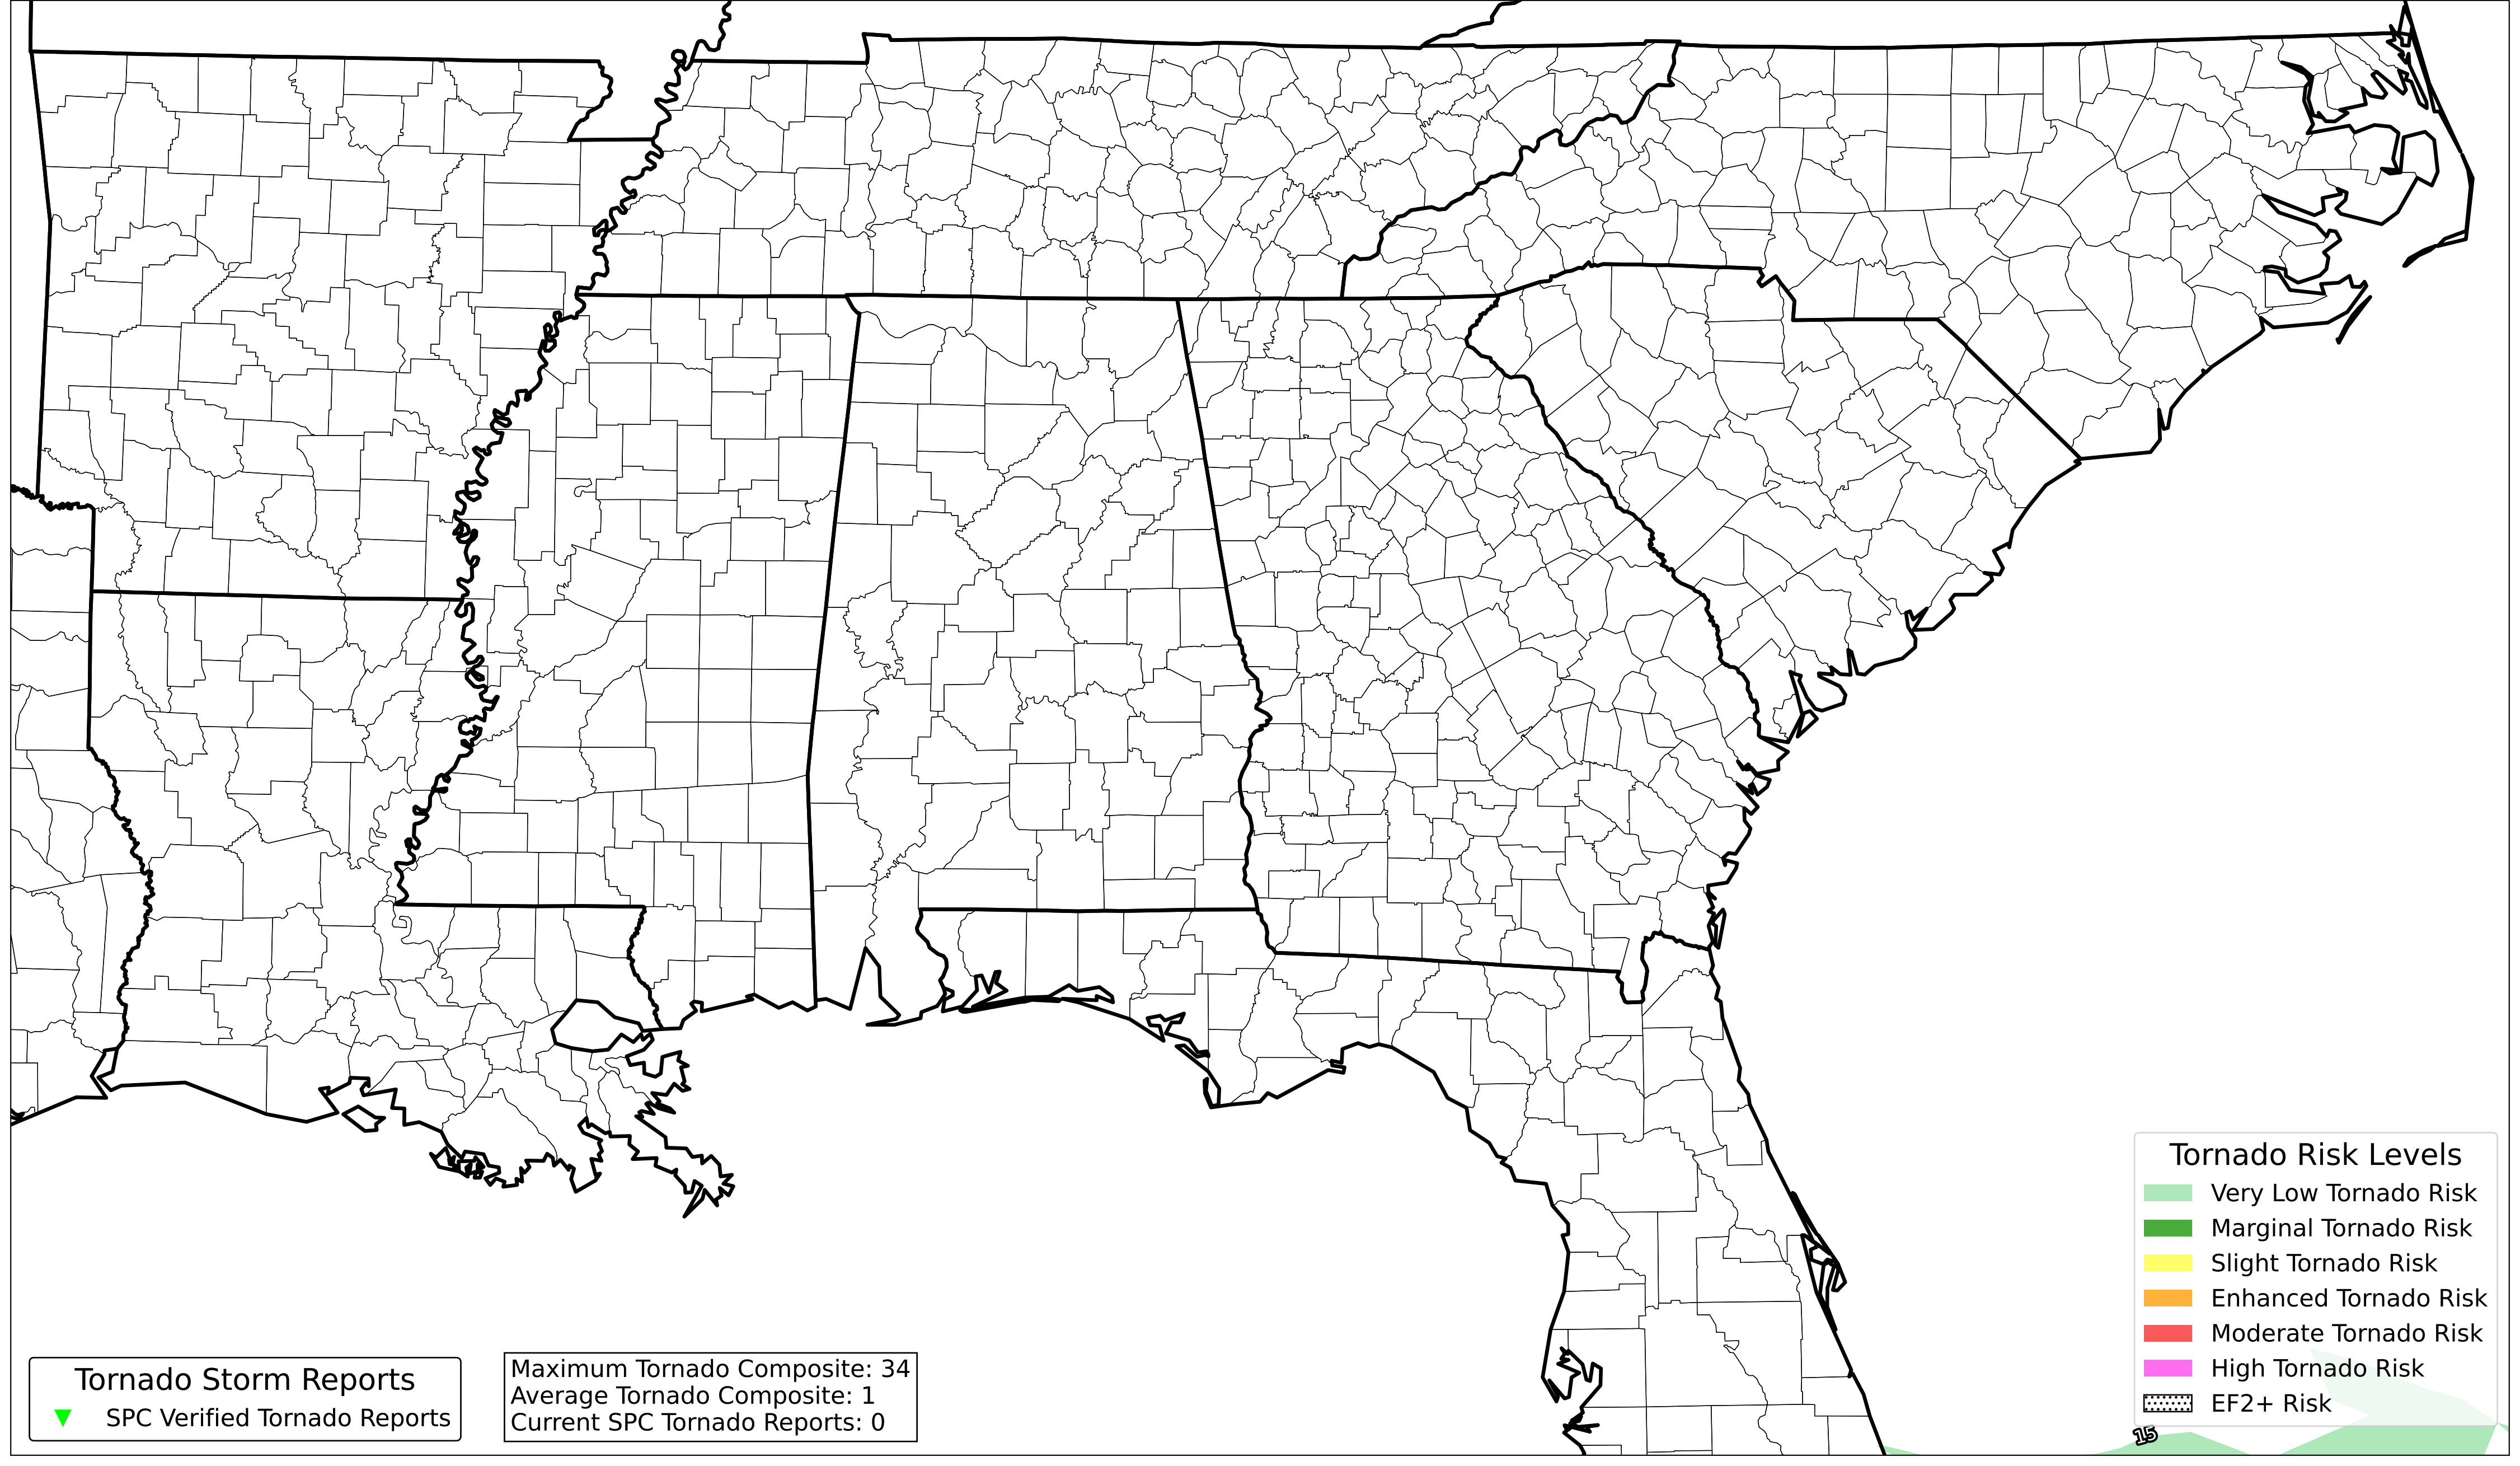 Tornado Risk Levels
Very Low Tornado Risk
Marginal Tornado Risk
Slight Tornado Risk
Enhanced Tornado Risk
Moderate Tornado Risk
High Tornado Risk
EF2+ Risk
15
Tornado Storm Reports
SPC Verified Tornado Reports
Maximum Tornado Composite: 34
Average Tornado Composite: 1
Current SPC Tornado Reports: 0